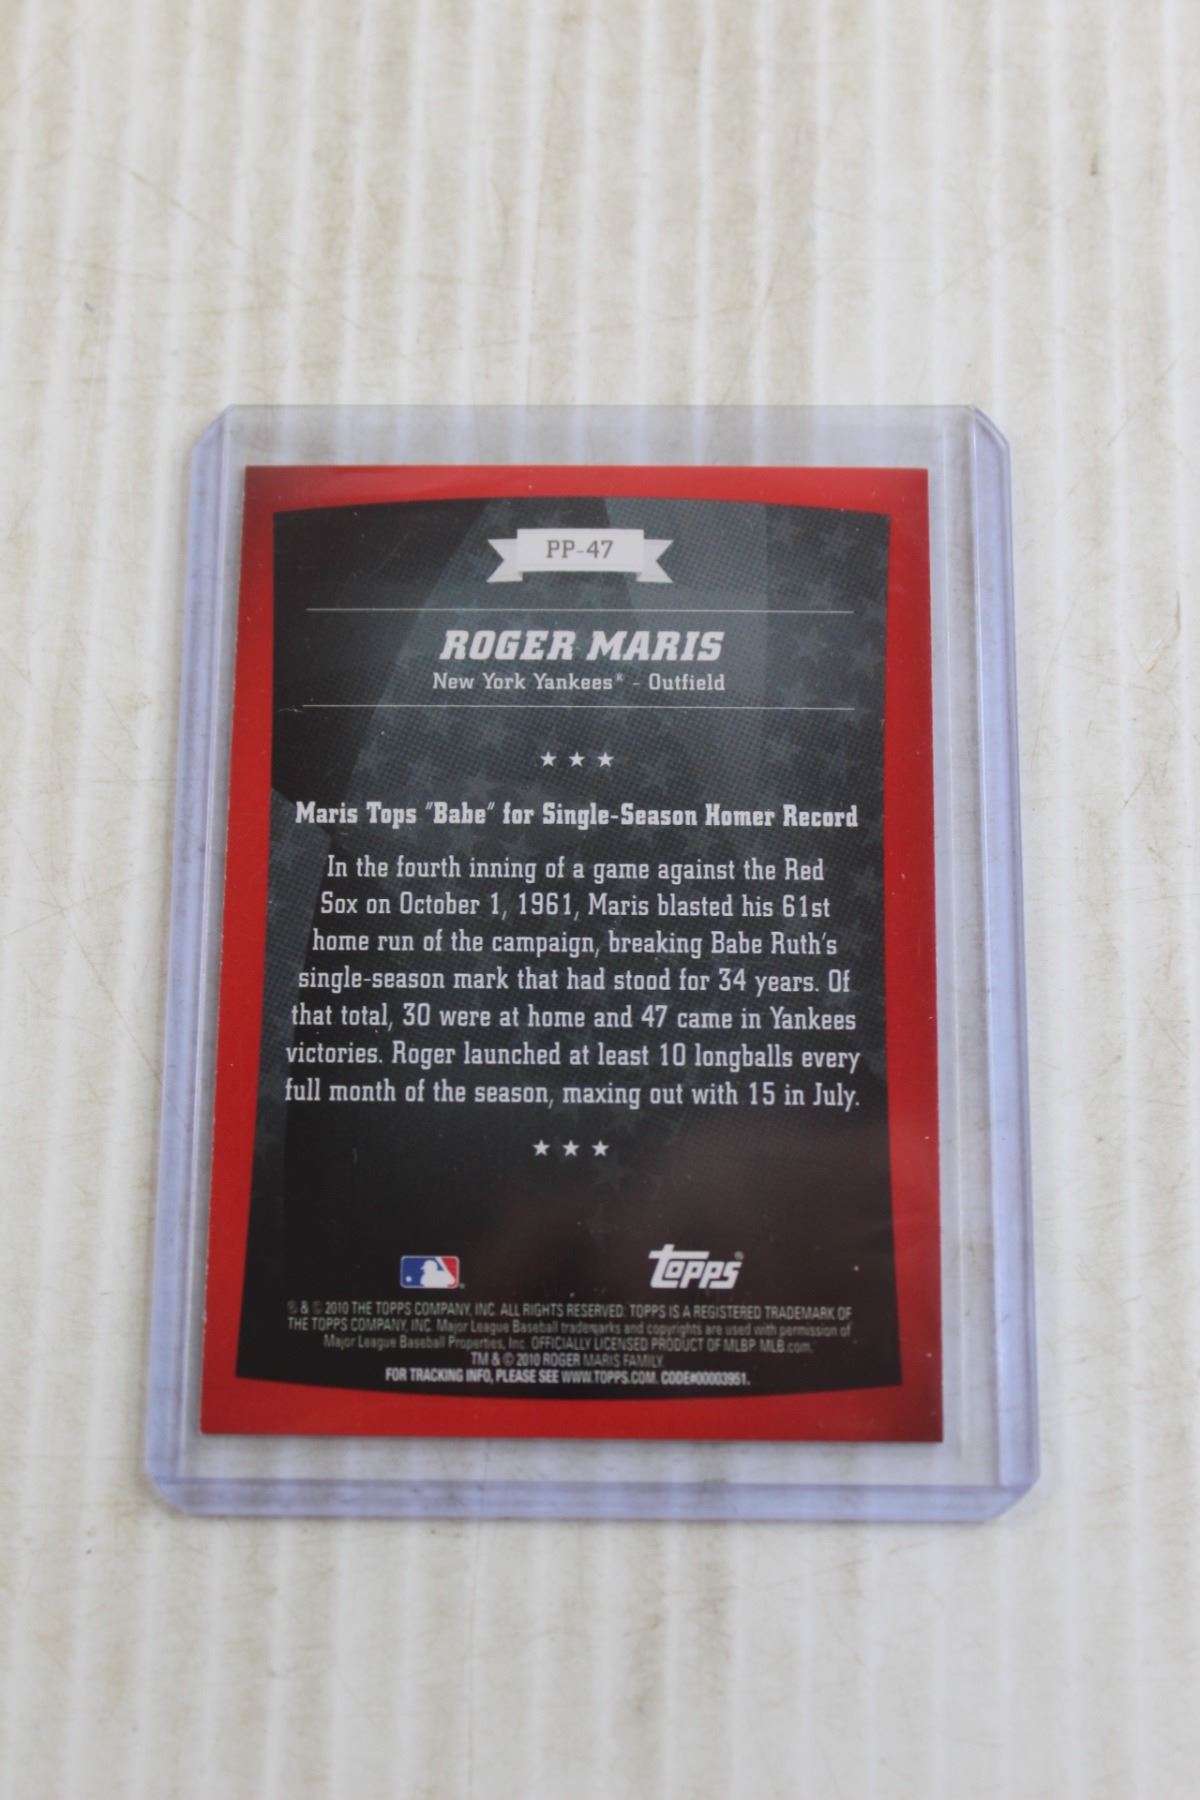 PP-47
ROGER MARIS
New York Yankees® - Outfield
Maris Tops "Babe" for Single-Season Homer Record
In the fourth inning of a game against the Red
Sox on October 1, 1961, Maris blasted his 61st
home run of the campaign, breaking Babe Ruth's
single-season mark that had stood for 34 years. Of
that total, 30 were at home and 47 came in Yankees
victories. Roger launched at least 10 longballs every
full month of the season, maxing out with 15 in July.
topps®
® & © 2010 THE TOPPS COMPANY, INC. ALL RIGHTS RESERVED. TOPPS IS A REGISTERED TRADEMARK OF
THE TOPPS COMPANY, INC. Major League Baseball trademarks and copyrights are used with permission of
Major League Baseball Properties, Inc. OFFICIALLY LICENSED PRODUCT OF MLBP MLB.com.
TM & © 2010 ROGER MARIS FAMILY
FOR TRACKING INFO, PLEASE SEE WWW.TOPPS.COM. CODE#00003951.